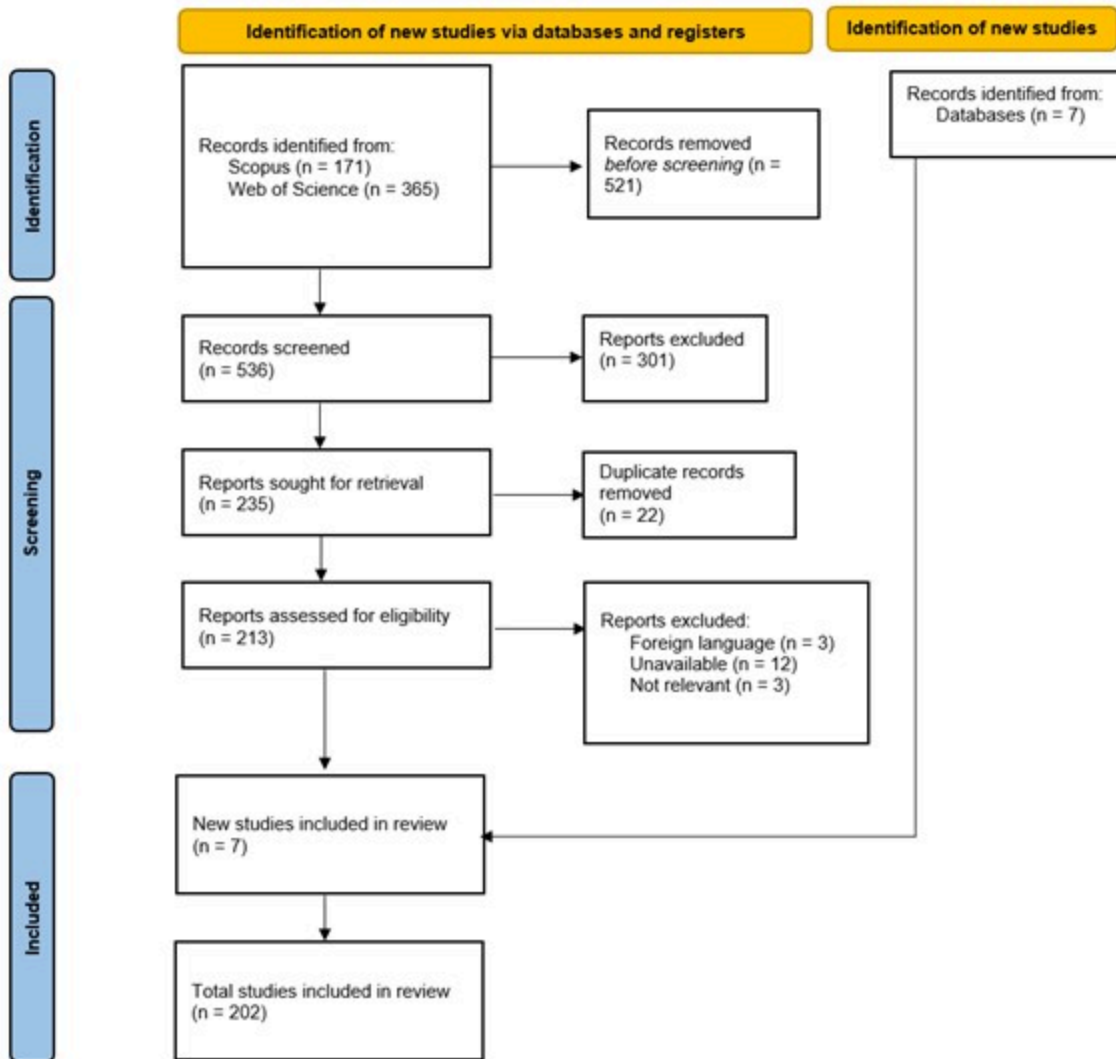 Identification of new studies via databases and registers
Identification of new studies
Identification
Records identified from:
Scopus (n = 171)
Web of Science (n = 365)
Records removed
before screening (n =
521)
Records identified from:
Databases (n = 7)
Screening
Records screened
(n = 536)
Reports excluded
(n = 301)
Reports sought for retrieval
(n = 235)
Duplicate records
removed
(n = 22)
Reports assessed for eligibility
(n = 213)
Reports excluded:
Foreign language (n = 3)
Unavailable (n = 12)
Not relevant (n = 3)
Included
New studies included in review
(n = 7)
Total studies included in review
(n = 202)